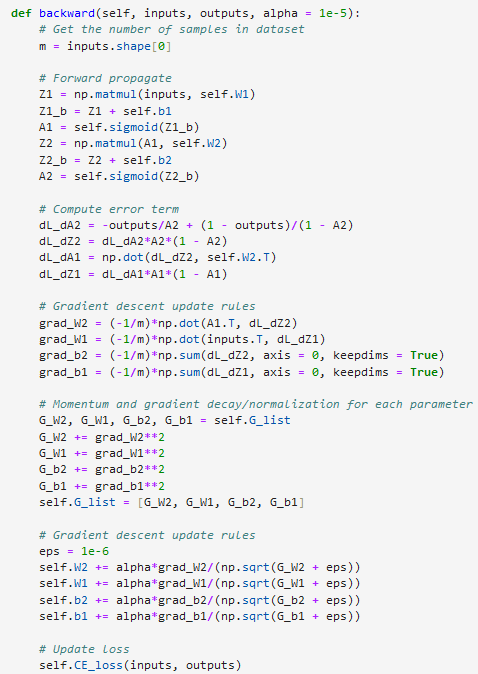 def backward(self, inputs, outputs, alpha = 1e-5):
    # Get the number of samples in dataset
    m = inputs.shape[0]

    # Forward propagate
    Z1 = np.matmul(inputs, self.W1)
    Z1_b = Z1 + self.b1
    A1 = self.sigmoid(Z1_b)
    Z2 = np.matmul(A1, self.W2)
    Z2_b = Z2 + self.b2
    A2 = self.sigmoid(Z2_b)

    # Compute error term
    dL_dA2 = -outputs/A2 + (1 - outputs)/(1 - A2)
    dL_dZ2 = dL_dA2*A2*(1 - A2)
    dL_dA1 = np.dot(dL_dZ2, self.W2.T)
    dL_dZ1 = dL_dA1*A1*(1 - A1)

    # Gradient descent update rules
    grad_W2 = (-1/m)*np.dot(A1.T, dL_dZ2)
    grad_W1 = (-1/m)*np.dot(inputs.T, dL_dZ1)
    grad_b2 = (-1/m)*np.sum(dL_dZ2, axis = 0, keepdims = True)
    grad_b1 = (-1/m)*np.sum(dL_dZ1, axis = 0, keepdims = True)

    # Momentum and gradient decay/normalization for each parameter
    G_W2, G_W1, G_b2, G_b1 = self.G_list
    G_W2 += grad_W2**2
    G_W1 += grad_W1**2
    G_b2 += grad_b2**2
    G_b1 += grad_b1**2
    self.G_list = [G_W2, G_W1, G_b2, G_b1]

    # Gradient descent update rules
    eps = 1e-6
    self.W2 += alpha*grad_W2/(np.sqrt(G_W2 + eps))
    self.W1 += alpha*grad_W1/(np.sqrt(G_W1 + eps))
    self.b2 += alpha*grad_b2/(np.sqrt(G_b2 + eps))
    self.b1 += alpha*grad_b1/(np.sqrt(G_b1 + eps))

    # Update loss
    self.CE_loss(inputs, outputs)